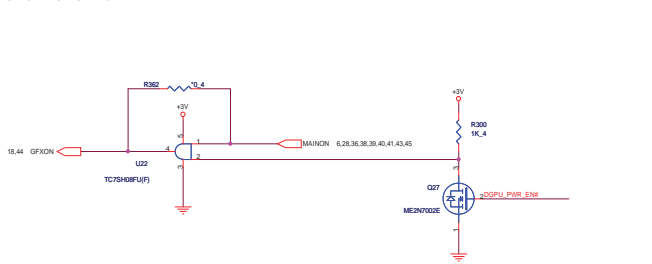 R362 *0_4
+3V
+3V
R300
1K_4
5
1
MAINON 6,28,36,38,39,40,41,43,45
18,44 GFXON
4
2
U22
3
TC7SH08FU(F)
3
Q27
2 DGPU_PWR_EN#
ME2N7002E
1